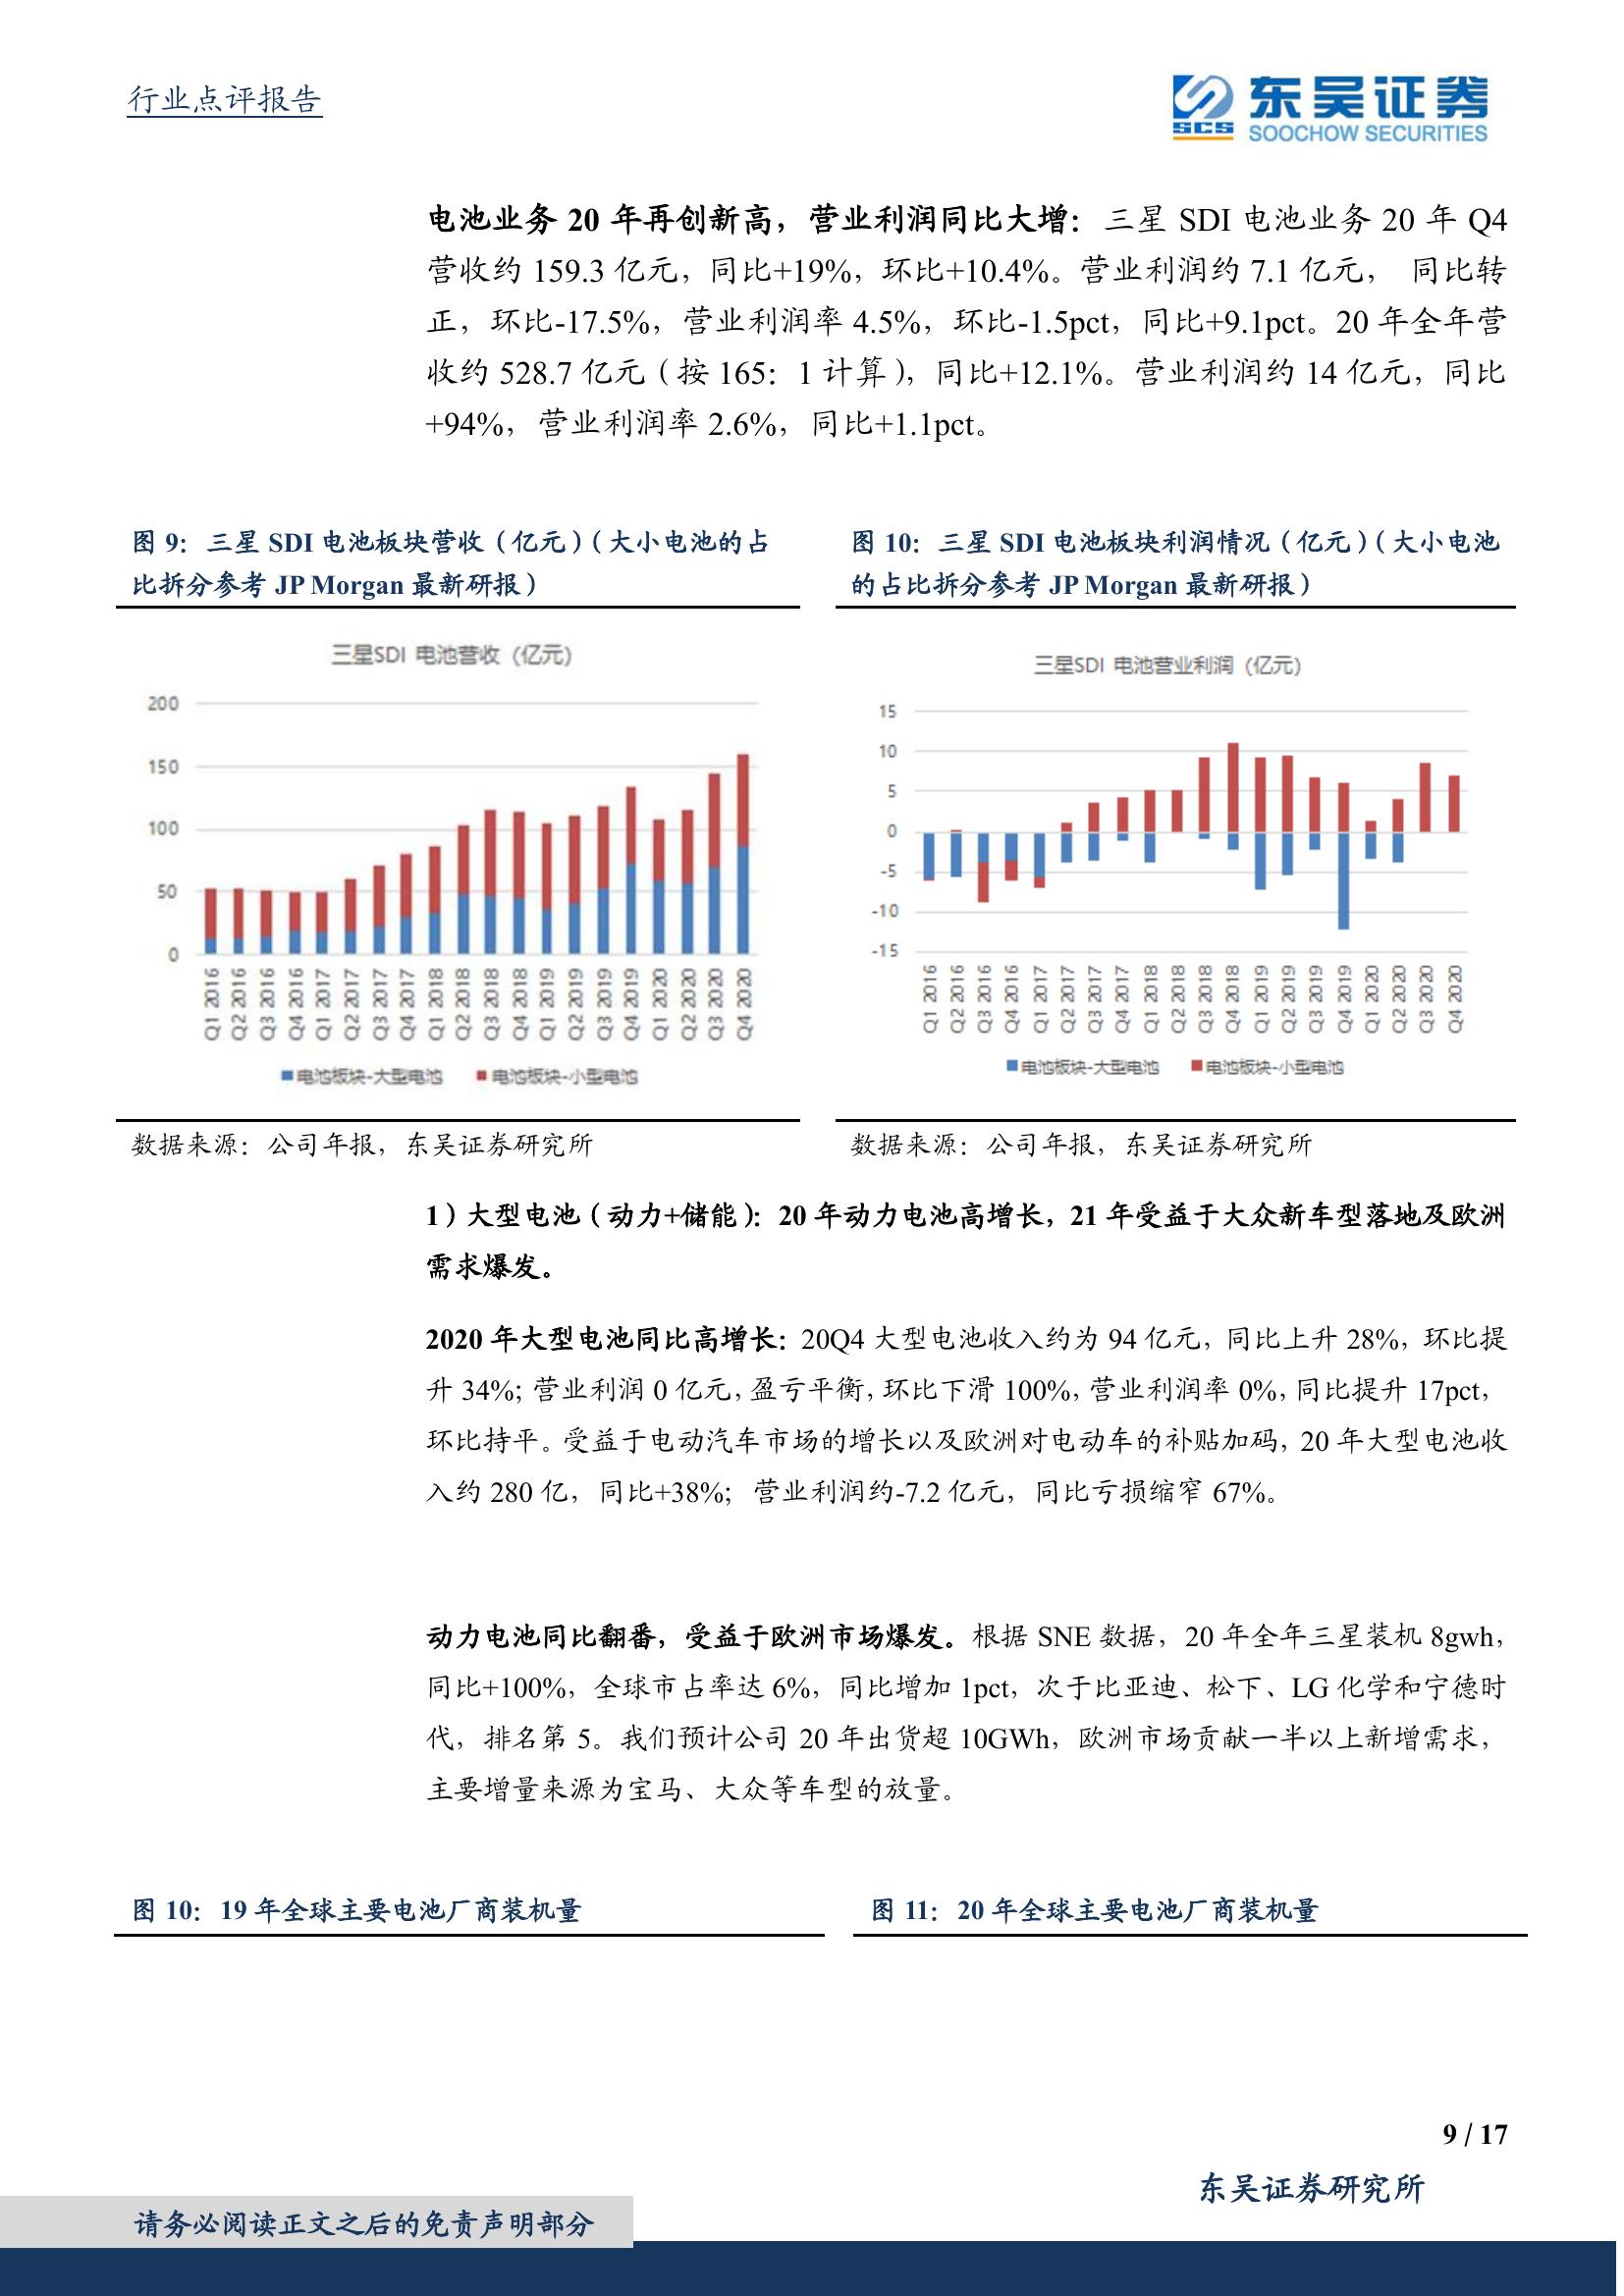 行业点评报告
东吴证券
SCS
SOOCHOW SECURITIES
电池业务 20 年再创新高，营业利润同比大增：三星 SDI 电池业务 20 年 Q4
营收约 159.3 亿元，同比+19%，环比+10.4%。营业利润约 7.1 亿元， 同比转
正，环比-17.5%，营业利润率 4.5%，环比-1.5pct，同比+9.1pct。20 年全年营
收约 528.7 亿元（按 165：1 计算），同比+12.1%。营业利润约 14 亿元，同比
+94%，营业利润率 2.6%，同比+1.1pct。
图 9：三星 SDI 电池板块营收（亿元）（大小电池的占
比拆分参考 JP Morgan 最新研报）
三星SDI 电池营收（亿元）
200
150
100
50
0
Q1 2016
Q2 2016
Q3 2016
Q4 2016
Q1 2017
Q2 2017
Q3 2017
Q4 2017
Q1 2018
Q2 2018
Q3 2018
Q4 2018
Q1 2019
Q2 2019
Q3 2019
Q4 2019
Q1 2020
Q2 2020
Q3 2020
Q4 2020
电池板块-大型电池 电池板块-小型电池
数据来源：公司年报，东吴证券研究所
图 10：三星 SDI 电池板块利润情况（亿元）（大小电池
的占比拆分参考 JP Morgan 最新研报）
三星SDI 电池营业利润（亿元）
15
10
5
0
-5
-10
-15
Q1 2016
Q2 2016
Q3 2016
Q4 2016
Q1 2017
Q2 2017
Q3 2017
Q4 2017
Q1 2018
Q2 2018
Q3 2018
Q4 2018
Q1 2019
Q2 2019
Q3 2019
Q4 2019
Q1 2020
Q2 2020
Q3 2020
Q4 2020
电池板块-大型电池 电池板块-小型电池
数据来源：公司年报，东吴证券研究所
1）大型电池（动力+储能）：20 年动力电池高增长，21 年受益于大众新车型落地及欧洲
需求爆发。
2020 年大型电池同比高增长：20Q4 大型电池收入约为 94 亿元，同比上升 28%，环比提
升 34%；营业利润 0 亿元，盈亏平衡，环比下滑 100%，营业利润率 0%，同比提升 17pct，
环比持平。受益于电动汽车市场的增长以及欧洲对电动车的补贴加码，20 年大型电池收
入约 280 亿，同比+38%；营业利润约-7.2 亿元，同比亏损缩窄 67%。
动力电池同比翻番，受益于欧洲市场爆发。根据 SNE 数据，20 年全年三星装机 8gwh，
同比+100%，全球市占率达 6%，同比增加 1pct，次于比亚迪、松下、LG 化学和宁德时
代，排名第 5。我们预计公司 20 年出货超 10GWh，欧洲市场贡献一半以上新增需求，
主要增量来源为宝马、大众等车型的放量。
图 10：19 年全球主要电池厂商装机量
图 11：20 年全球主要电池厂商装机量
9 / 17
东吴证券研究所
请务必阅读正文之后的免责声明部分